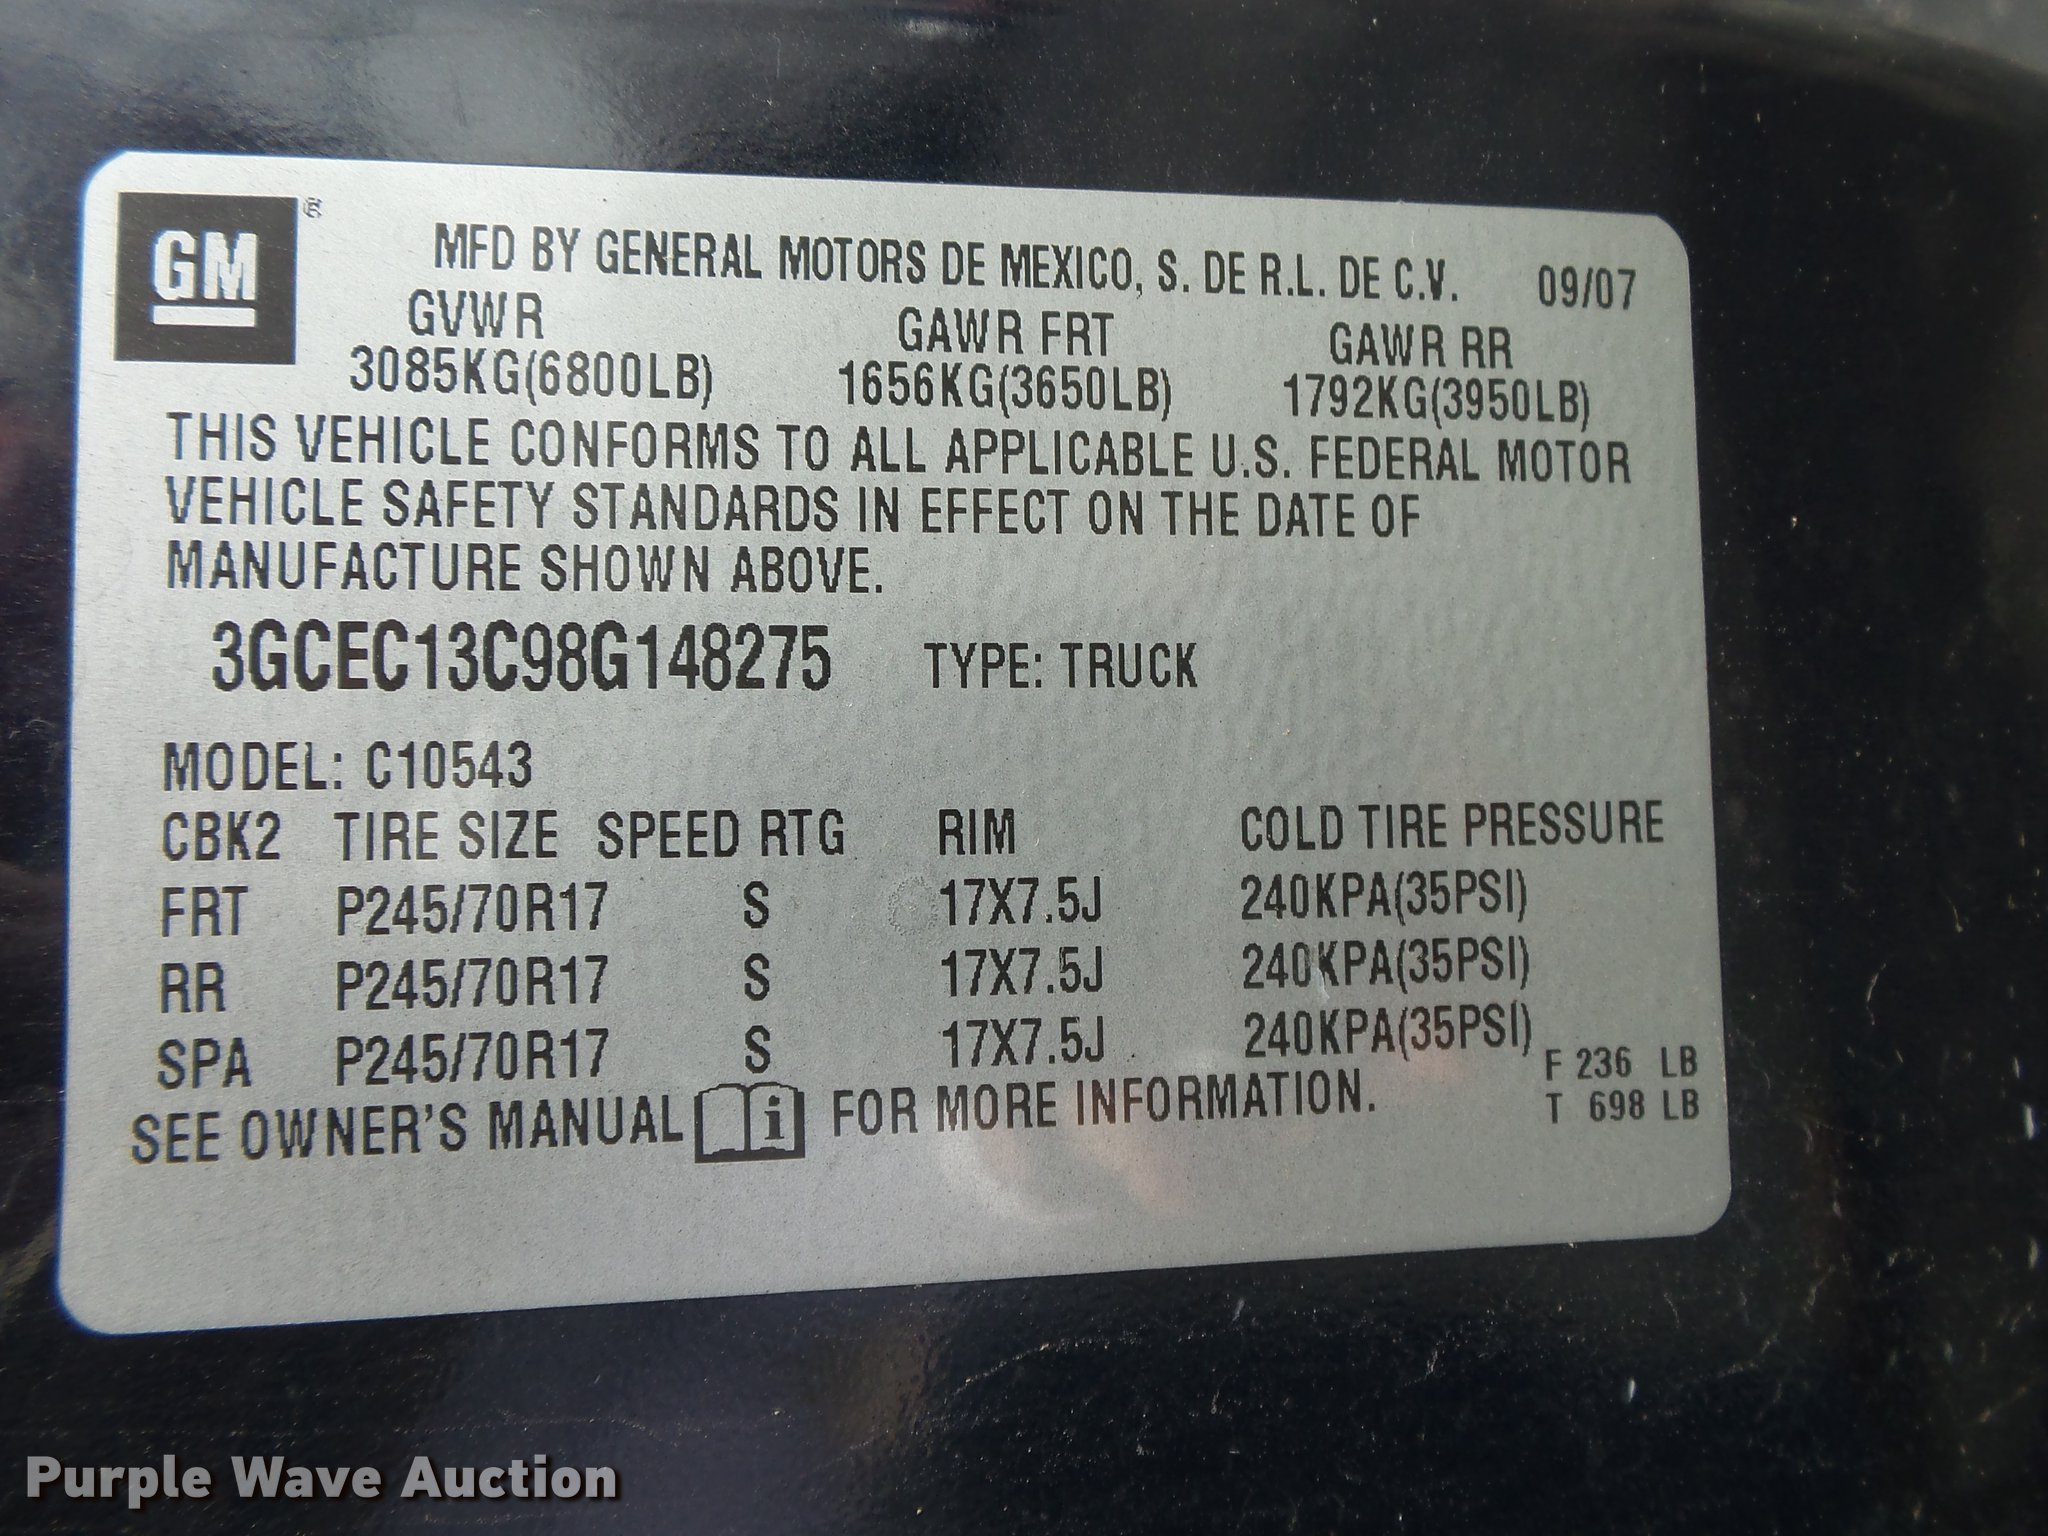 GM ®
MFD BY GENERAL MOTORS DE MEXICO, S. DE R.L. DE C.V. 09/07
GVWR GAWR FRT GAWR RR
3085KG(6800LB) 1656KG(3650LB) 1792KG(3950LB)
THIS VEHICLE CONFORMS TO ALL APPLICABLE U.S. FEDERAL MOTOR
VEHICLE SAFETY STANDARDS IN EFFECT ON THE DATE OF
MANUFACTURE SHOWN ABOVE.
3GCEC13C98G148275 TYPE: TRUCK
MODEL: C10543
CBK2 TIRE SIZE SPEED RTG RIM COLD TIRE PRESSURE
FRT P245/70R17 S 17X7.5J 240KPA(35PSI)
RR P245/70R17 S 17X7.5J 240KPA(35PSI)
SPA P245/70R17 S 17X7.5J 240KPA(35PSI)
F 236 LB
T 698 LB
SEE OWNER'S MANUAL i FOR MORE INFORMATION.
Purple Wave Auction